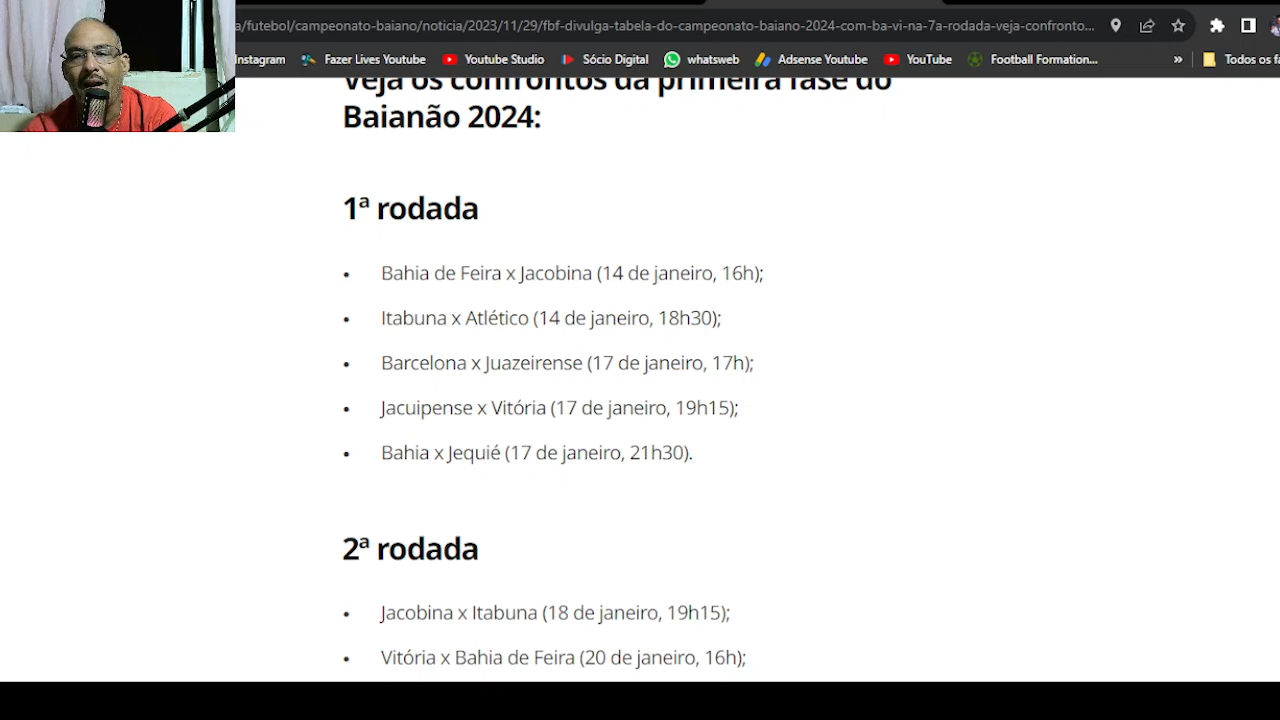 a/futebol/campeonato-baiano/noticia/2023/11/29/fbf-divulga-tabela-do-campeonato-baiano-2024-com-ba-vi-na-7a-rodada-veja-confronto...
Instagram Fazer Lives Youtube Youtube Studio Sócio Digital whatsweb Adsense Youtube YouTube Football Formation... » Todos os fa
Veja os confrontos da primeira fase do
Baianão 2024:
1ª rodada
• Bahia de Feira x Jacobina (14 de janeiro, 16h);
• Itabuna x Atlético (14 de janeiro, 18h30);
• Barcelona x Juazeirense (17 de janeiro, 17h);
• Jacuipense x Vitória (17 de janeiro, 19h15);
• Bahia x Jequié (17 de janeiro, 21h30).
2ª rodada
• Jacobina x Itabuna (18 de janeiro, 19h15);
• Vitória x Bahia de Feira (20 de janeiro, 16h);